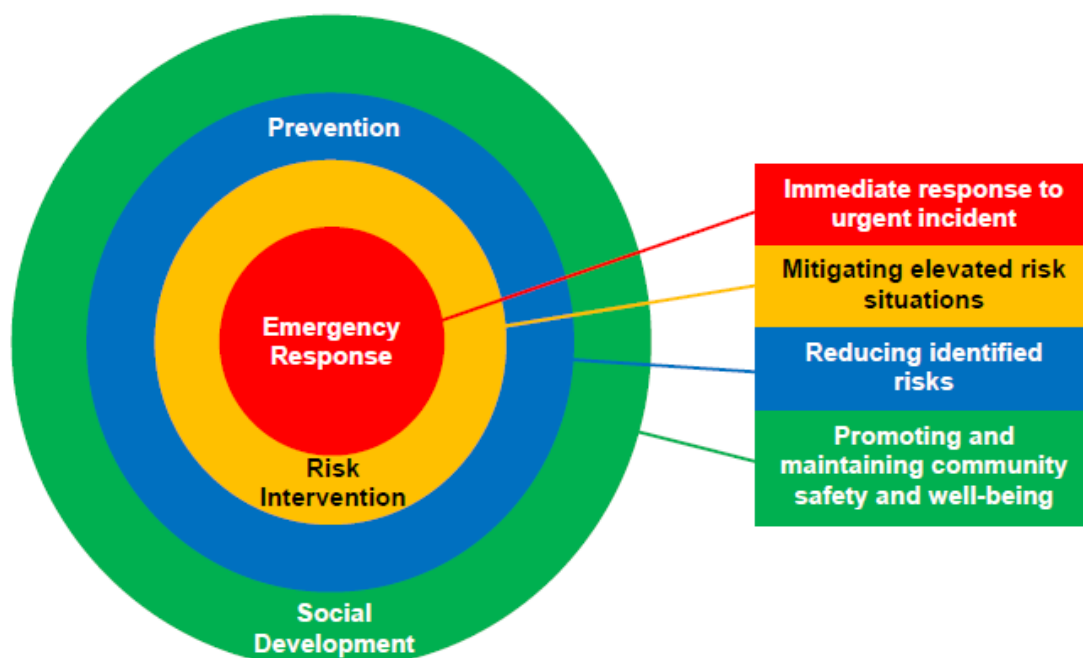 Prevention
Emergency
Response
Risk
Intervention
Social
Development
Immediate response to
urgent incident
Mitigating elevated risk
situations
Reducing identified
risks
Promoting and
maintaining community
safety and well-being